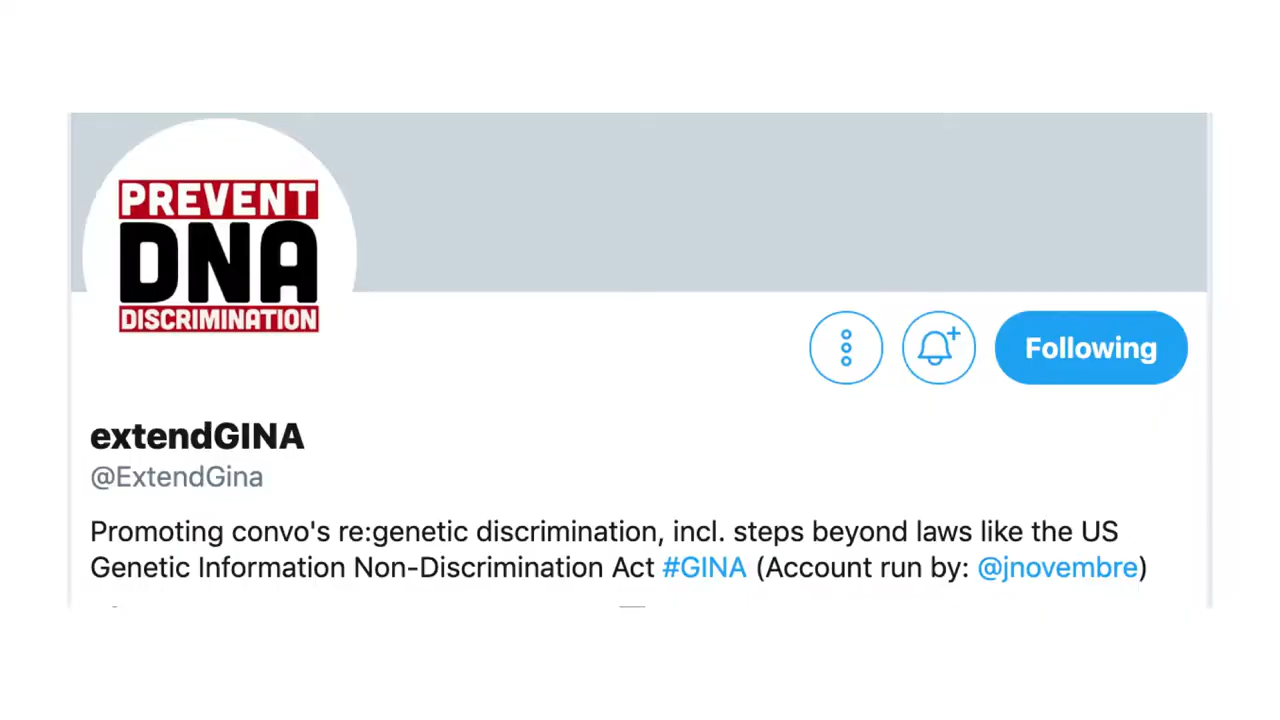 PREVENT
DNA
DISCRIMINATION
Following
extendGINA
@ExtendGina
Promoting convo's re:genetic discrimination, incl. steps beyond laws like the US
Genetic Information Non-Discrimination Act #GINA (Account run by: @jnovembre)